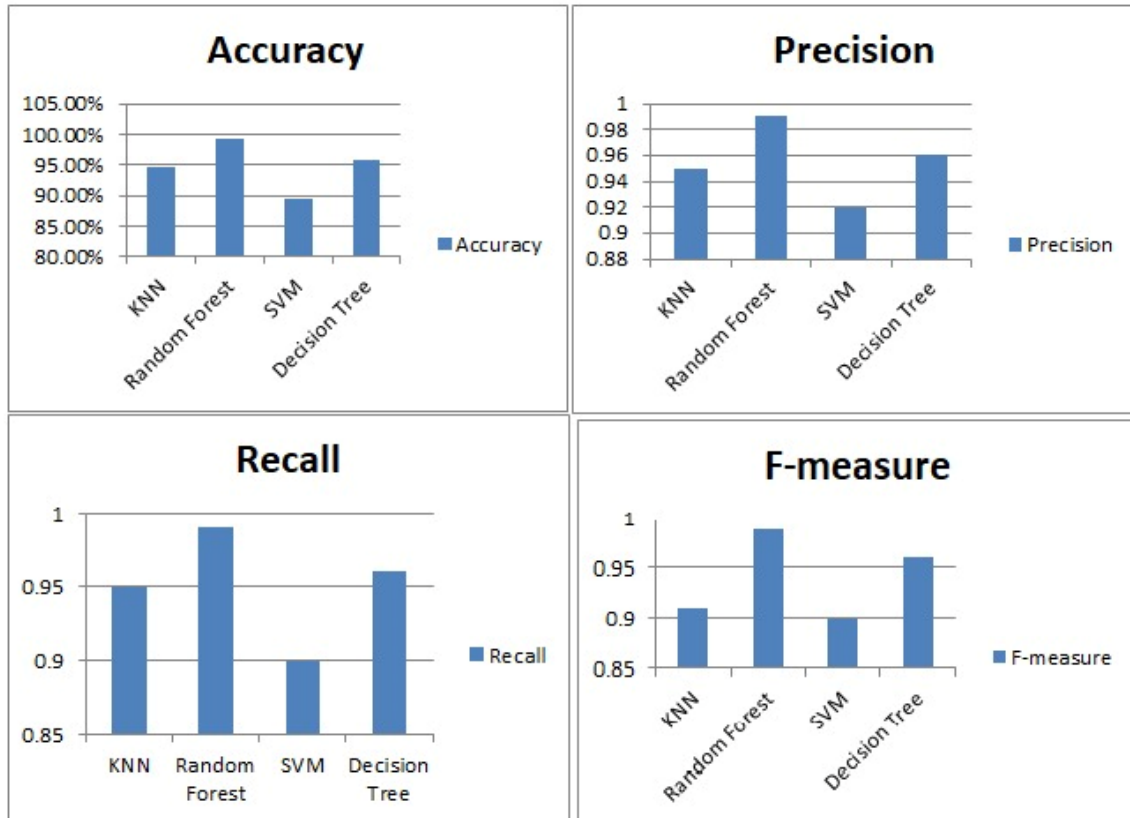 Accuracy
105.00%
100.00%
95.00%
90.00%
85.00%
80.00%
KNN
Random Forest
SVM
Decision Tree
Accuracy
Precision
1
0.98
0.96
0.94
0.92
0.9
0.88
KNN
Random Forest
SVM
Decision Tree
Precision
Recall
1
0.95
0.9
0.85
KNN
Random
Forest
SVM
Decision
Tree
Recall
F-measure
1
0.95
0.9
0.85
KNN
Random Forest
SVM
Decision Tree
F-measure